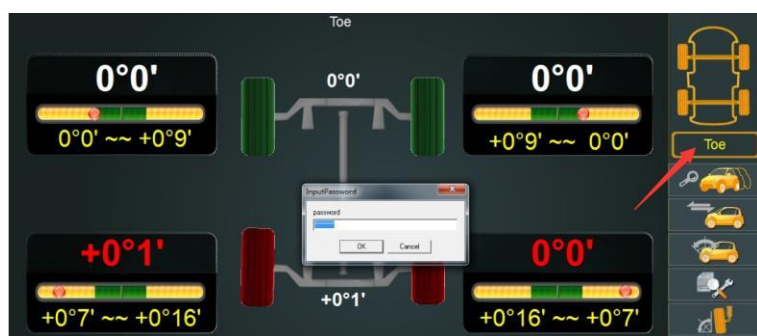 Toe
0°0'
0°0'
0°0'
0°0' ~~ +0°9'
+0°9' ~~ 0°0'
Toe
InputPassword
password
OK
Cancel
+0°1'
0°0'
+0°1'
+0°7' ~~ +0°16'
+0°16' ~~ +0°7'